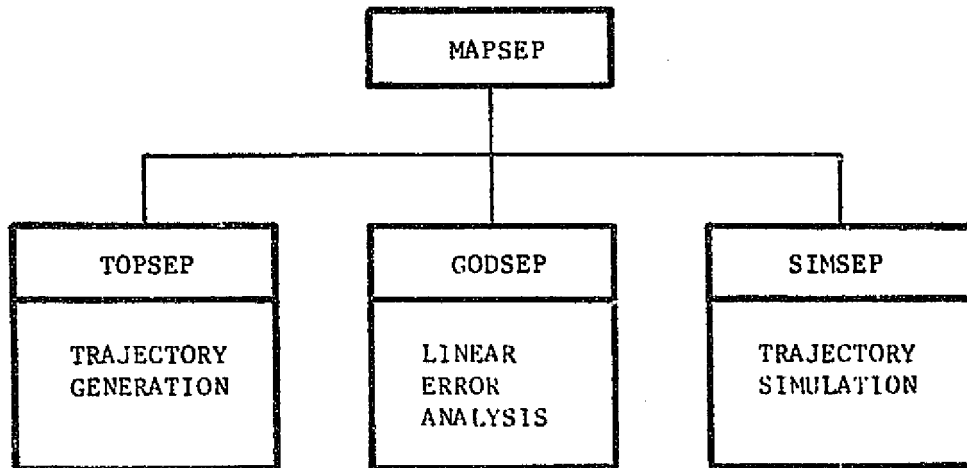 MAPSEP
TOPSEP
TRAJECTORY
GENERATION
GODSEP
LINEAR
ERROR
ANALYSIS
SIMSEP
TRAJECTORY
SIMULATION